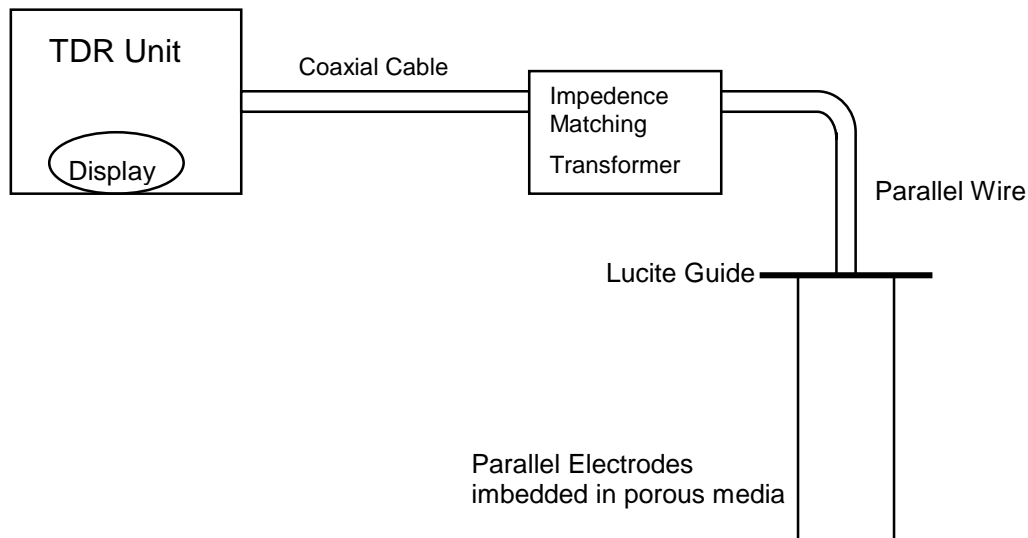 TDR Unit
Display
Coaxial Cable
Impedence
Matching
Transformer
Parallel Wire
Lucite Guide
Parallel Electrodes
imbedded in porous media